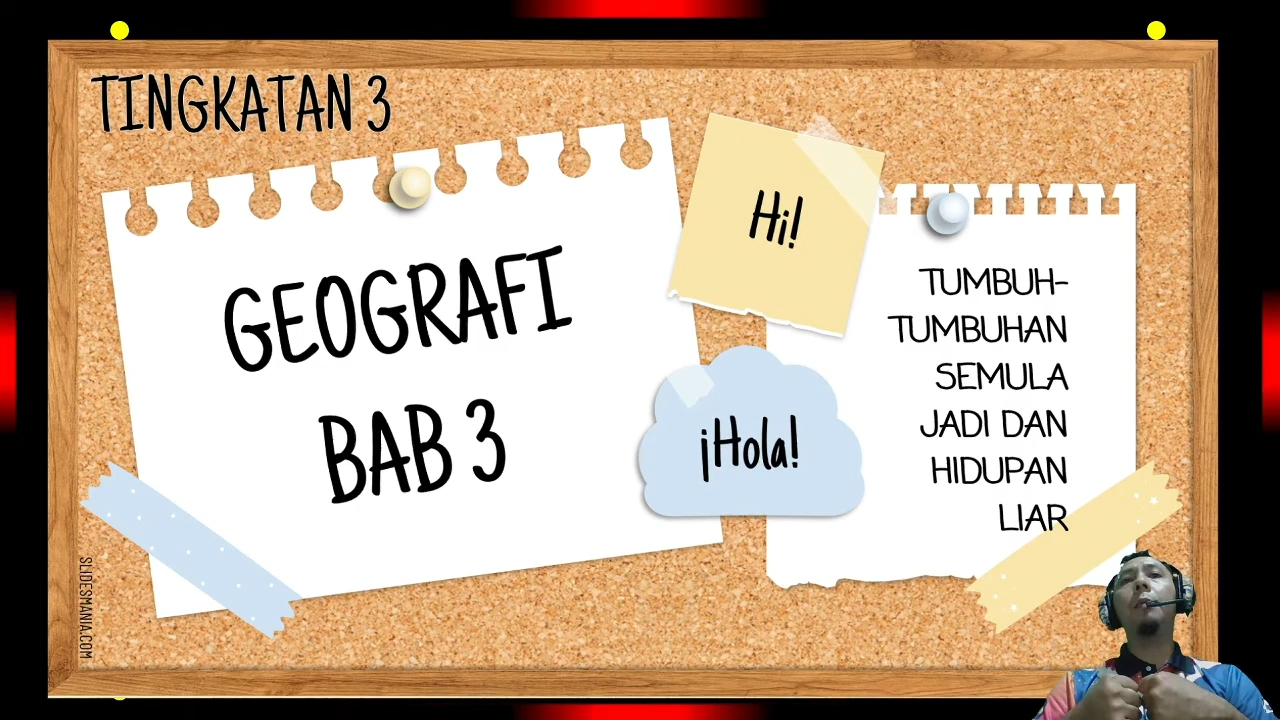 TINGKATAN 3
GEOGRAFI
BAB 3
Hi!
¡Hola!
TUMBUH-
TUMBUHAN
SEMULA
JADI DAN
HIDUPAN
LIAR
SLIDESMANIA.COM